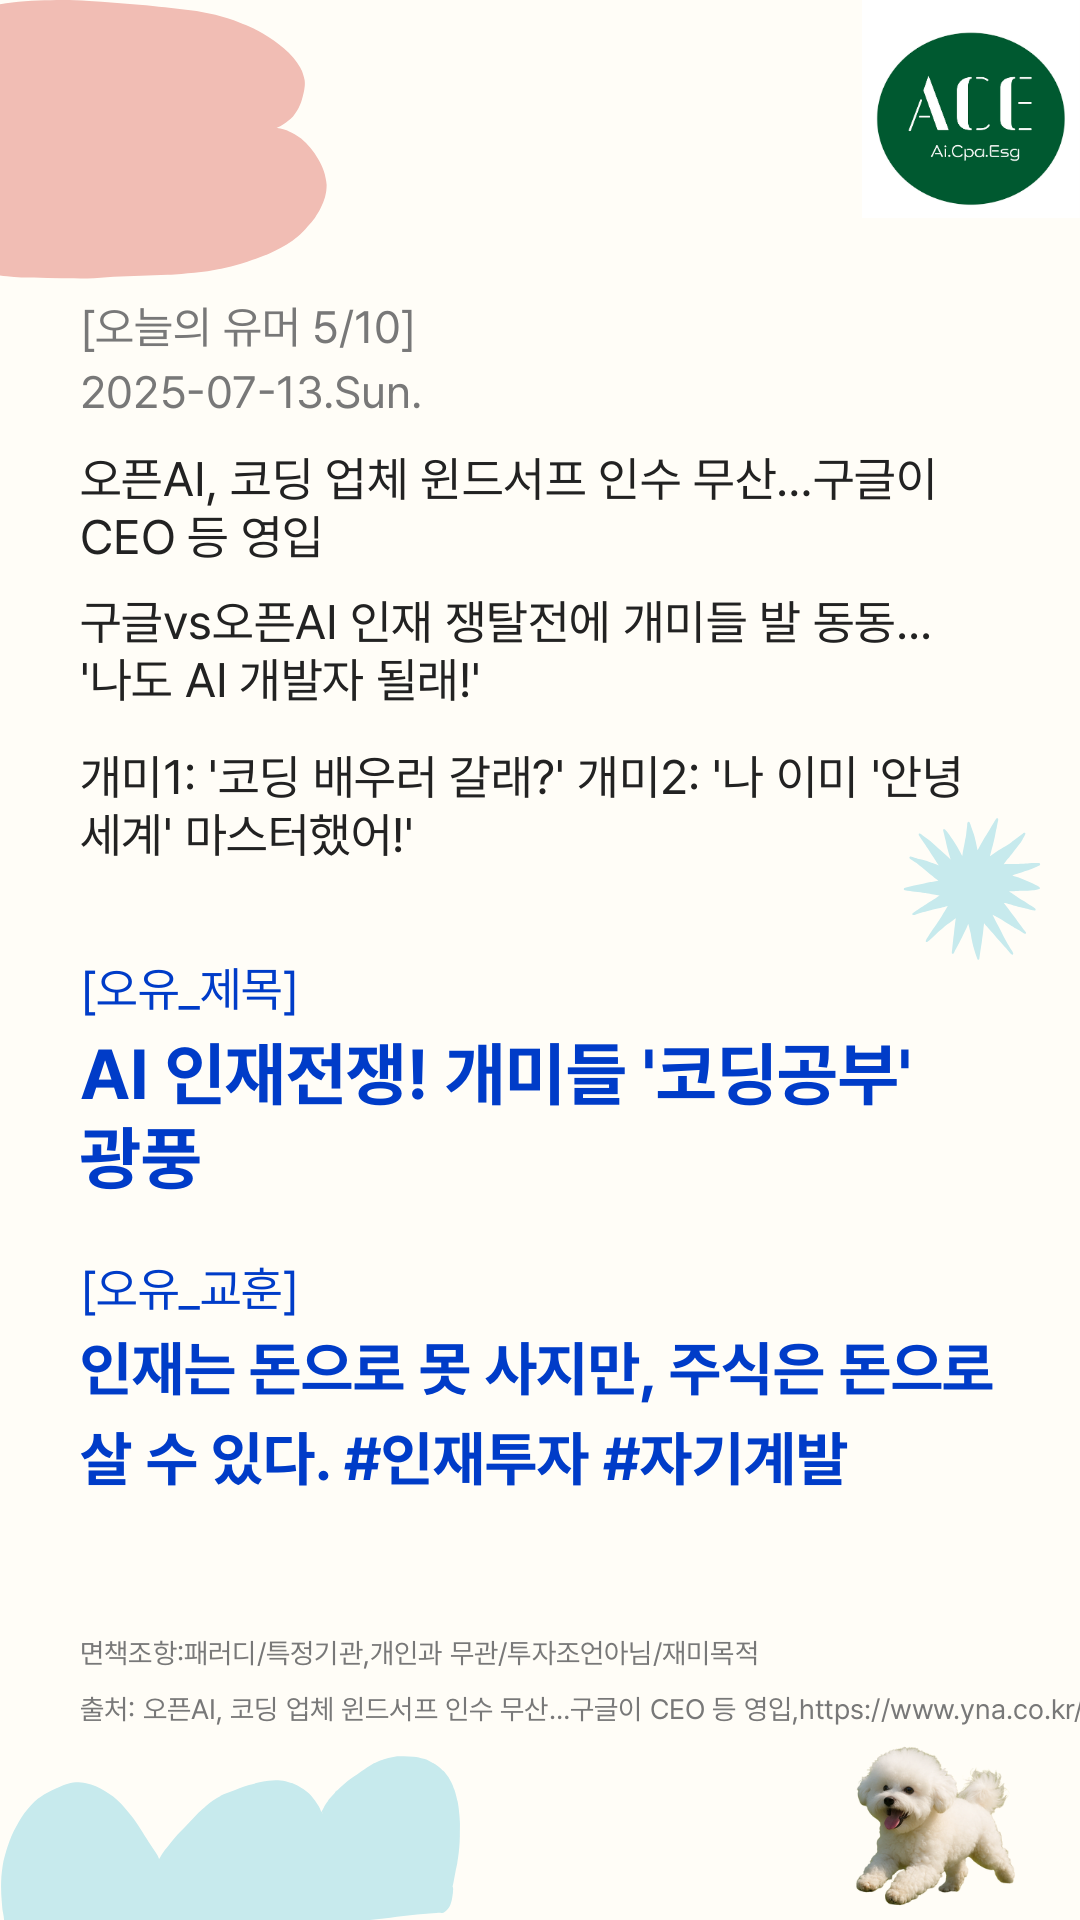 ACE
Ai.Cpa.Esg
[오늘의 유머 5/10]
2025-07-13.Sun.
오픈AI, 코딩 업체 윈드서프 인수 무산…구글이
CEO 등 영입
구글vs오픈AI 인재 쟁탈전에 개미들 발 동동...
'나도 AI 개발자 될래!'
개미1: '코딩 배우러 갈래?' 개미2: '나 이미 '안녕
세계' 마스터했어!'
[오유_제목]
AI 인재전쟁! 개미들 '코딩공부'
광풍
[오유_교훈]
인재는 돈으로 못 사지만, 주식은 돈으로
살 수 있다. #인재투자 #자기계발
면책조항:패러디/특정기관,개인과 무관/투자조언아님/재미목적
출처: 오픈AI, 코딩 업체 윈드서프 인수 무산…구글이 CEO 등 영입,https://www.yna.co.kr/